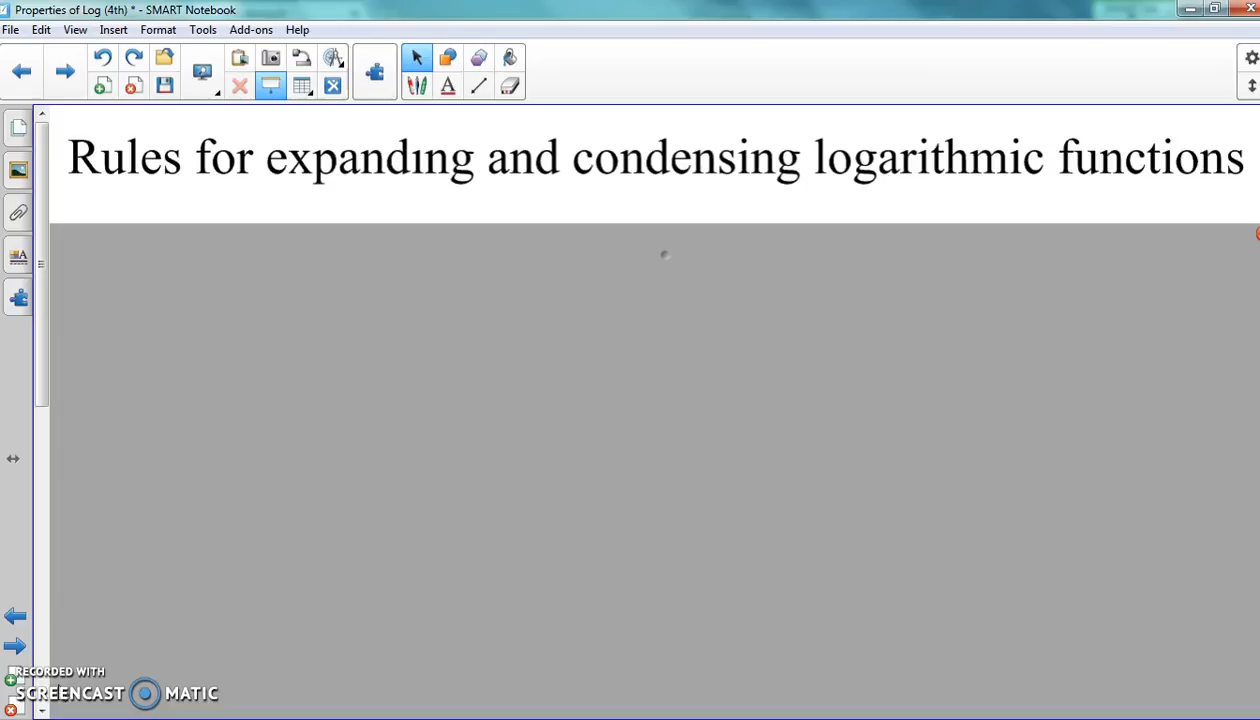 Properties of Log (4th) * - SMART Notebook
File Edit View Insert Format Tools Add-ons Help
Rules for expanding and condensing logarithmic functions
RECORDED WITH
SCREENCAST MATIC